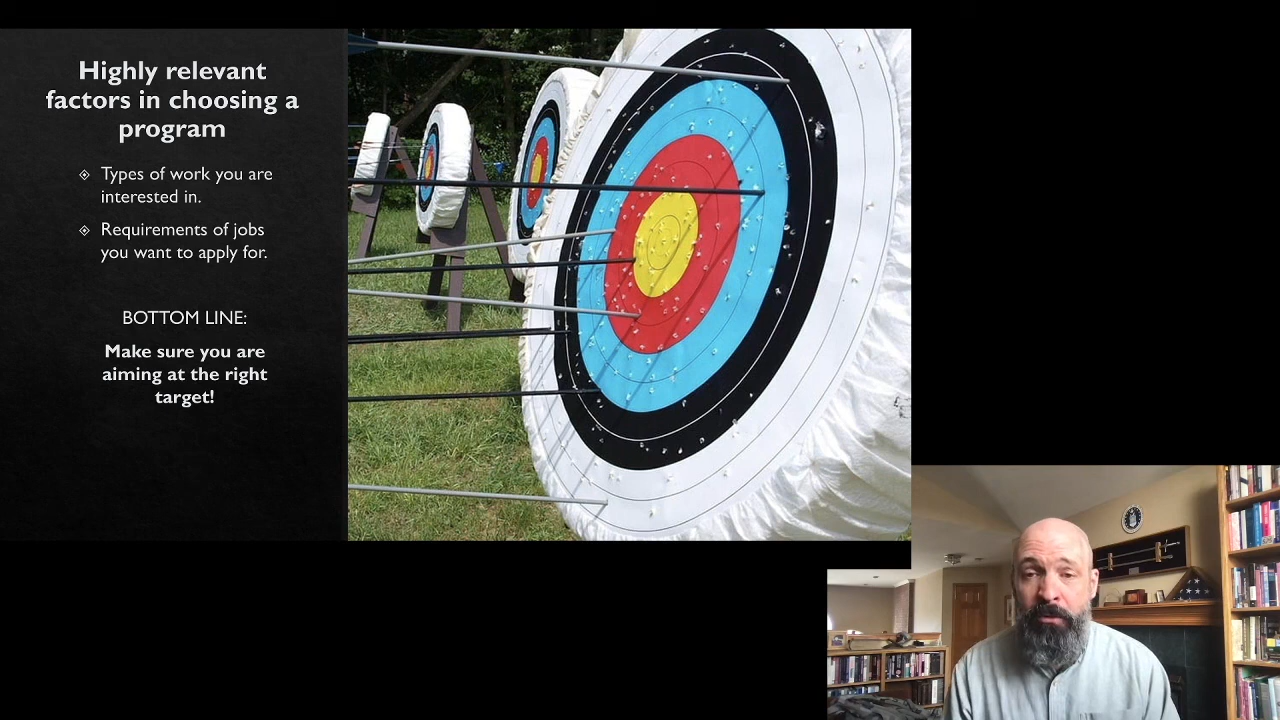 Highly relevant
factors in choosing a
program
Types of work you are
interested in.
Requirements of jobs
you want to apply for.
BOTTOM LINE:
Make sure you are
aiming at the right
target!